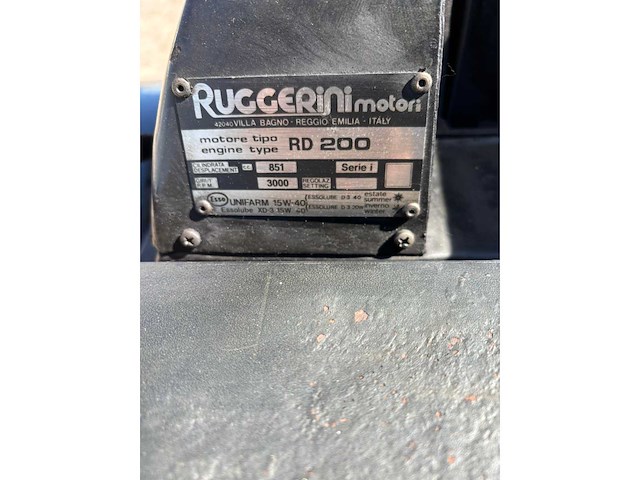 RUGGERINI motori
42040 VILLA BAGNO - REGGIO EMILIA - ITALY
motore tipo
engine type RD 200
CILINDRATA
DISPLACEMENT cc 851 Serie I
GIRI/1'
R.P.M. 3000 REGOLAZ.
SETTING
Esso UNIFARM 15W-40 ESSOLUBE D3 40 estate
summer
Essolube XD-3 15W-40 ESSOLUBE D3 20W inverno
winter